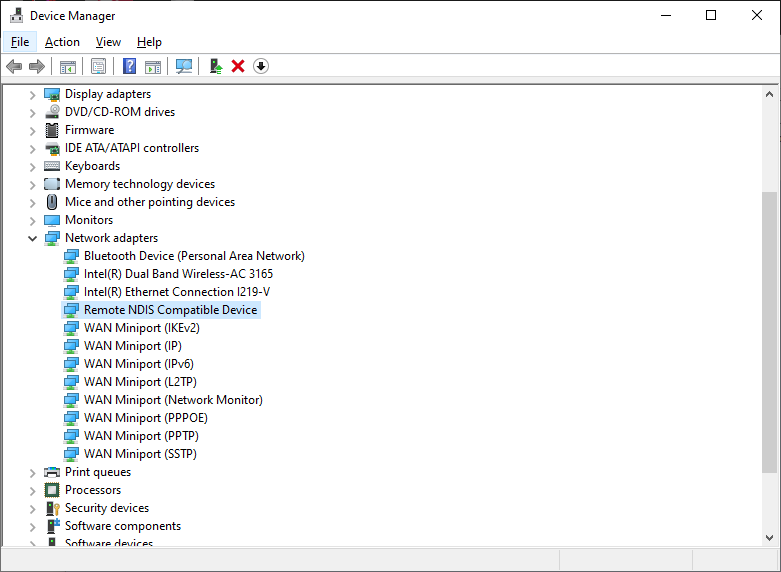 Device Manager
File Action View Help
Display adapters
DVD/CD-ROM drives
Firmware
IDE ATA/ATAPI controllers
Keyboards
Memory technology devices
Mice and other pointing devices
Monitors
Network adapters
Bluetooth Device (Personal Area Network)
Intel(R) Dual Band Wireless-AC 3165
Intel(R) Ethernet Connection I219-V
Remote NDIS Compatible Device
WAN Miniport (IKEv2)
WAN Miniport (IP)
WAN Miniport (IPv6)
WAN Miniport (L2TP)
WAN Miniport (Network Monitor)
WAN Miniport (PPPOE)
WAN Miniport (PPTP)
WAN Miniport (SSTP)
Print queues
Processors
Security devices
Software components
Software devices